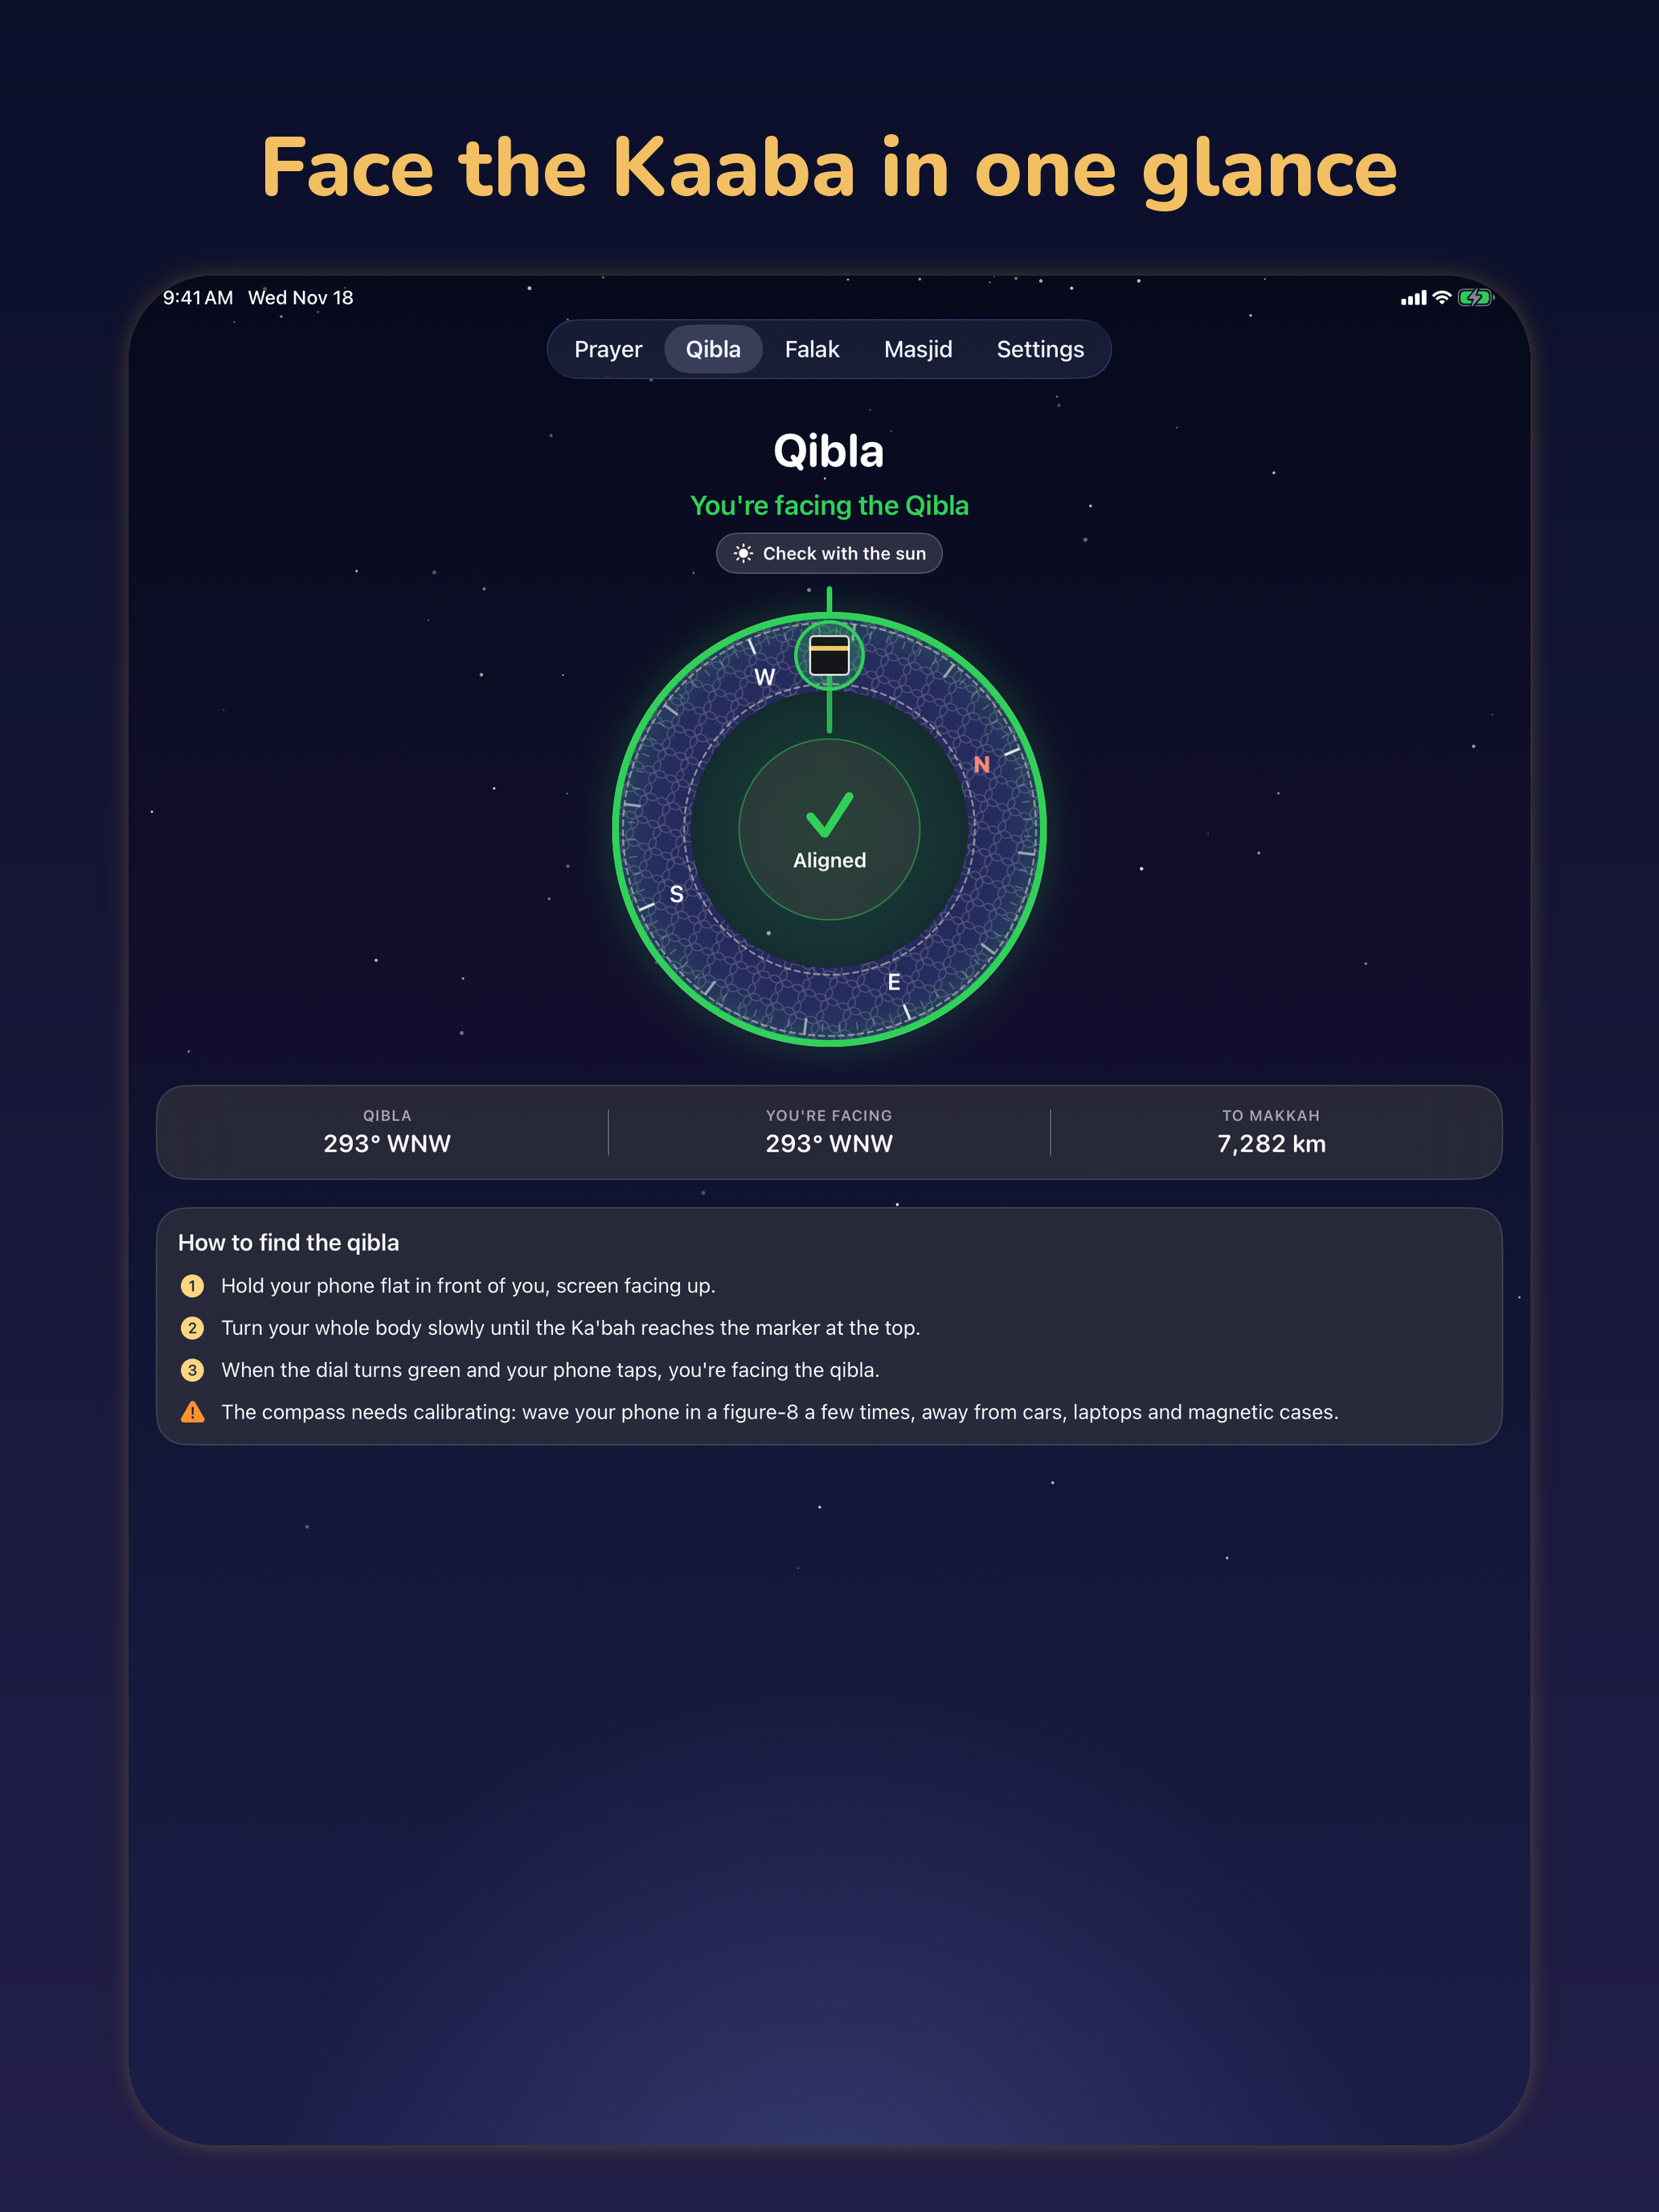 Face the Kaaba in one glance
9:41 AM Wed Nov 18
Prayer Qibla Falak Masjid Settings
Qibla
You're facing the Qibla
Check with the sun
W
N
Aligned
S
E
QIBLA YOU'RE FACING TO MAKKAH
293° WNW 293° WNW 7,282 km
How to find the qibla
1 Hold your phone flat in front of you, screen facing up.
2 Turn your whole body slowly until the Ka'bah reaches the marker at the top.
3 When the dial turns green and your phone taps, you're facing the qibla.
! The compass needs calibrating: wave your phone in a figure-8 a few times, away from cars, laptops and magnetic cases.